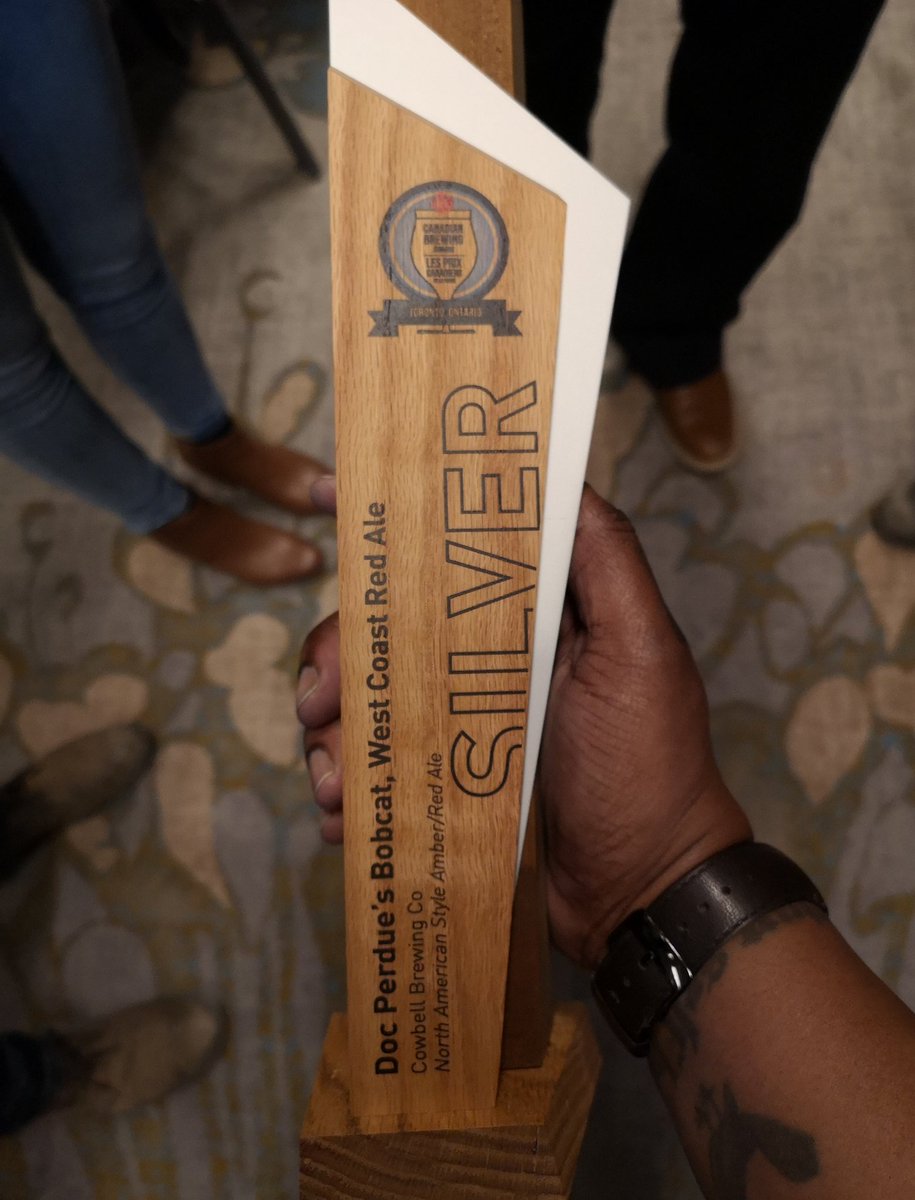 CANADIAN
BREWING
AWARDS
LES PRIX
CANADIENS
TORONTO, ONTARIO
SILVER
Doc Perdue's Bobcat, West Coast Red Ale
Cowbell Brewing Co
North American Style Amber/Red Ale